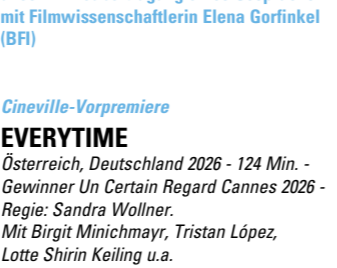 mit Filmwissenschaftlerin Elena Gorfinkel
(BFI)
Cineville-Vorpremiere
EVERYTIME
Österreich, Deutschland 2026 - 124 Min. -
Gewinner Un Certain Regard Cannes 2026 -
Regie: Sandra Wollner.
Mit Birgit Minichmayr, Tristan López,
Lotte Shirin Keiling u.a.